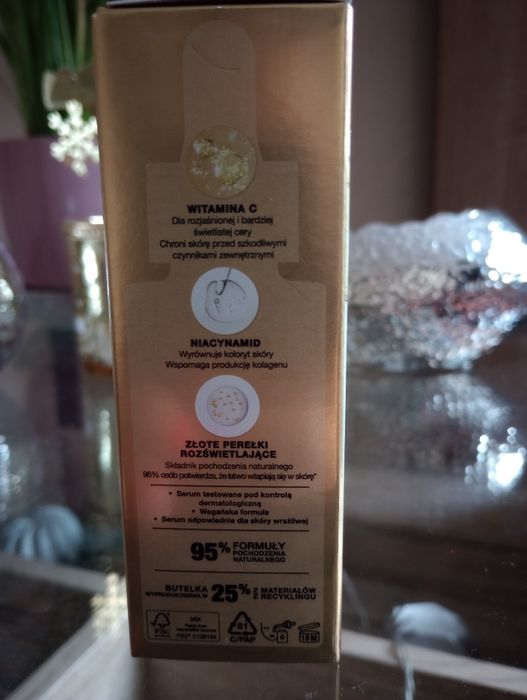 WITAMINA C
Dla rozjaśnionej i bardziej
świetlistej cery
Chroni skórę przed szkodliwymi
czynnikami zewnętrznymi
NIACYNAMID
Wyrównuje koloryt skóry
Wspomaga produkcję kolagenu
ZŁOTE PEREŁKI
ROZŚWIETLAJĄCE
Składnik pochodzenia naturalnego
96% osób potwierdza, że łatwo wtapiają się w skórę*
• Serum testowane pod kontrolą
dermatologiczną
• Wegańska formuła
• Serum odpowiednie dla skóry wrażliwej
95% FORMUŁY
POCHODZENIA
NATURALNEGO
BUTELKA
WYPRODUKOWANA W 25% Z MATERIAŁÓW
Z RECYKLINGU
FSC
MIX
81
C/PAP
18M